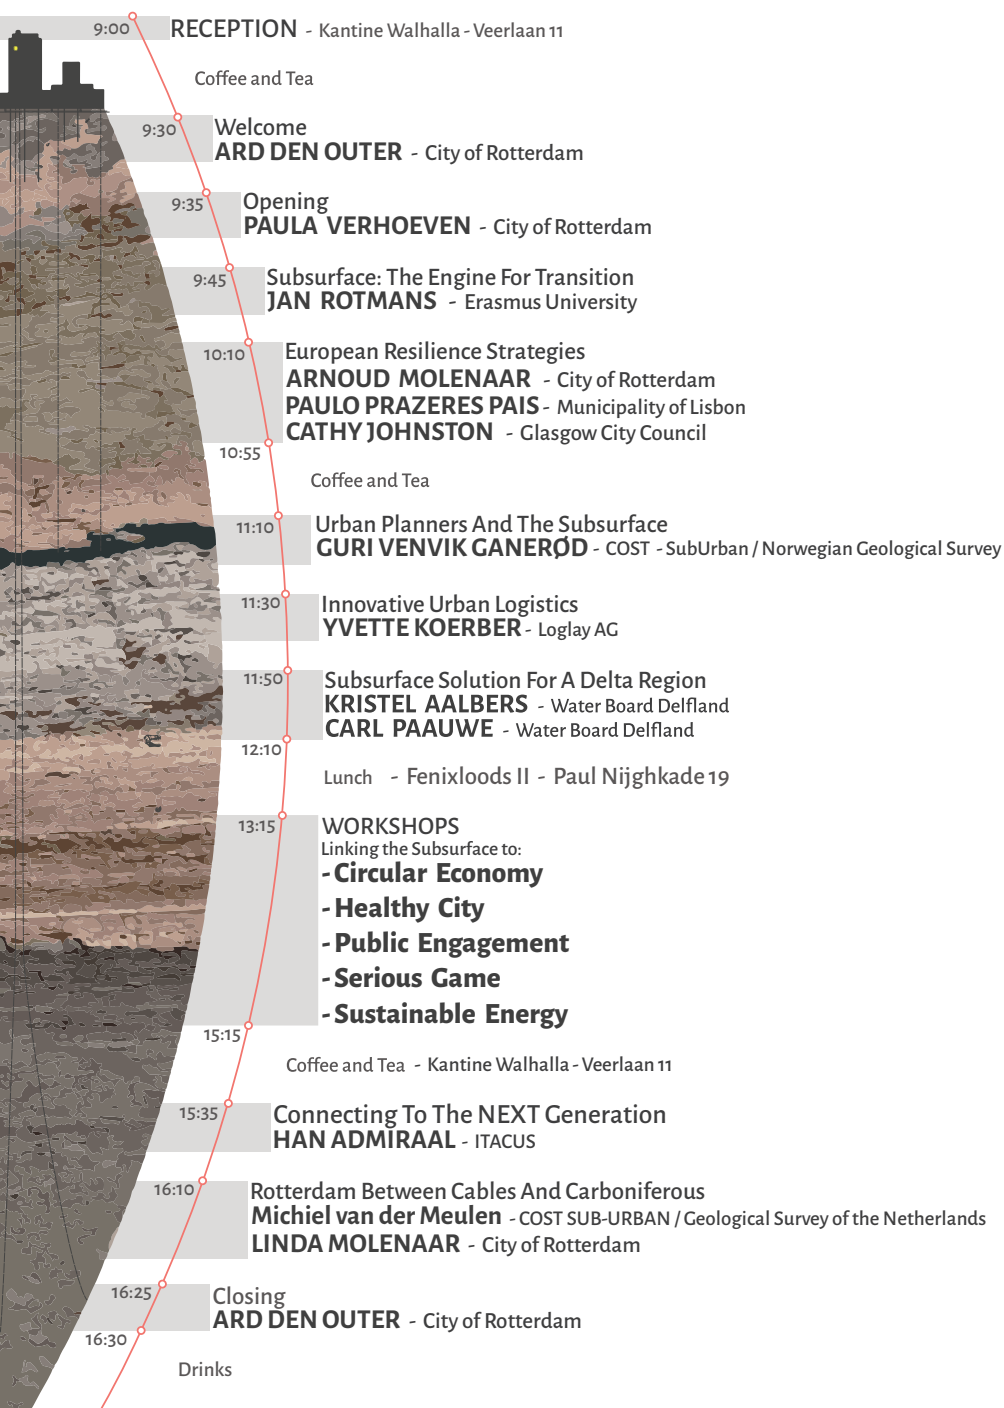 9:00 RECEPTION - Kantine Walhalla - Veerlaan 11
Coffee and Tea
9:30 Welcome
ARD DEN OUTER - City of Rotterdam
9:35 Opening
PAULA VERHOEVEN - City of Rotterdam
9:45 Subsurface: The Engine For Transition
JAN ROTMANS - Erasmus University
10:10 European Resilience Strategies
ARNOUD MOLENAAR - City of Rotterdam
PAULO PRAZERES PAIS - Municipality of Lisbon
CATHY JOHNSTON - Glasgow City Council
10:55
Coffee and Tea
11:10 Urban Planners And The Subsurface
GURI VENVIK GANERØD - COST - SubUrban / Norwegian Geological Survey
11:30 Innovative Urban Logistics
YVETTE KOERBER - Loglay AG
11:50 Subsurface Solution For A Delta Region
KRISTEL AALBERS - Water Board Delfland
CARL PAAUWE - Water Board Delfland
12:10
Lunch - Fenixloods II - Paul Nijghkade 19
13:15 WORKSHOPS
Linking the Subsurface to:
- Circular Economy
- Healthy City
- Public Engagement
- Serious Game
- Sustainable Energy
15:15
Coffee and Tea - Kantine Walhalla - Veerlaan 11
15:35 Connecting To The NEXT Generation
HAN ADMIRAAL - ITACUS
16:10 Rotterdam Between Cables And Carboniferous
Michiel van der Meulen - COST SUB-URBAN / Geological Survey of the Netherlands
LINDA MOLENAAR - City of Rotterdam
16:25 Closing
ARD DEN OUTER - City of Rotterdam
16:30
Drinks